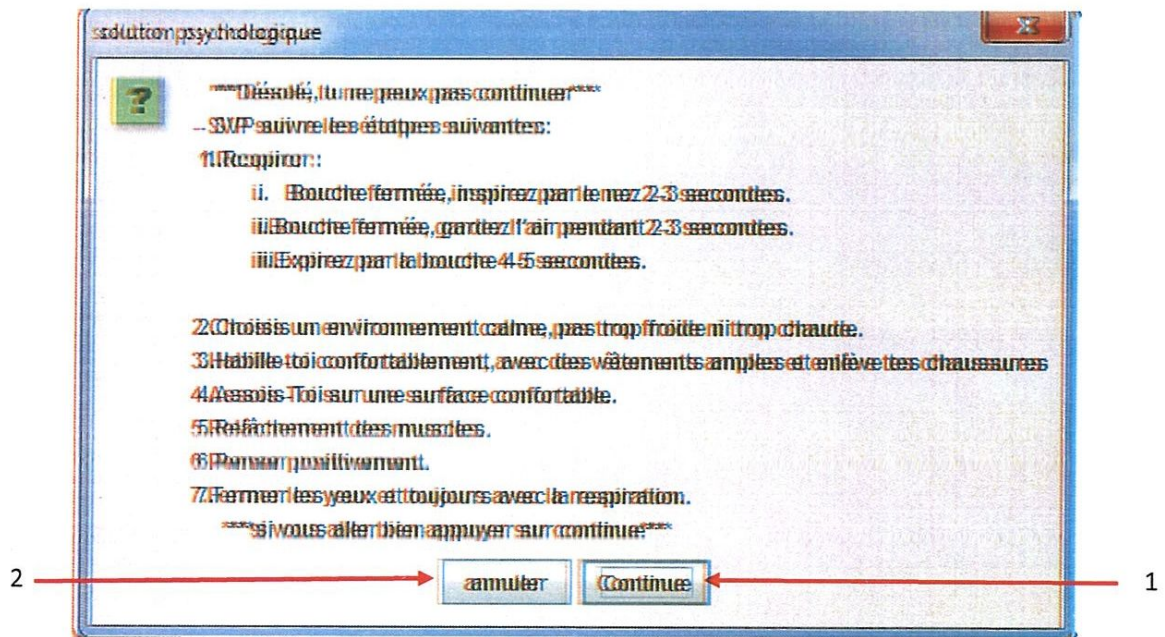 solution psychologique
***Désolé, tu ne peux pas continuer***
- SVP suivre les étatpes suivantes:
1.Respirer :
i. Bouche fermée, inspirez par le nez 2-3 secondes.
ii.Bouche fermée, gardez l'air pendant 2-3 secondes.
iii.Expirez par la bouche 4-5 secondes.
2.Choisis un environnement calme, pas trop froide ni trop chaude.
3.Habille-toi confortablement, avec des vêtements amples et enlève tes chaussures
4.Assois-Toi sur une surface confortable.
5.Relâchement des muscles.
6.Penser positivement.
7.Fermer les yeux et toujours avec la respiration.
***si vous aller bien appuyer sur continue***
2 annuler Continue 1